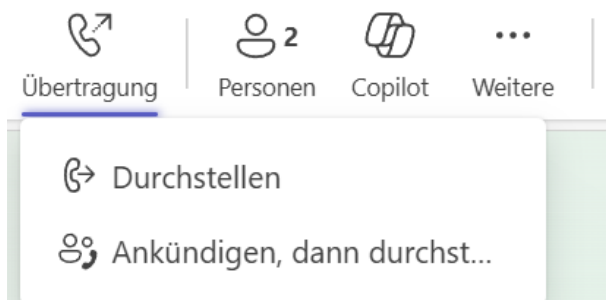 2
Übertragung Personen Copilot Weitere
Durchstellen
Ankündigen, dann durchst...